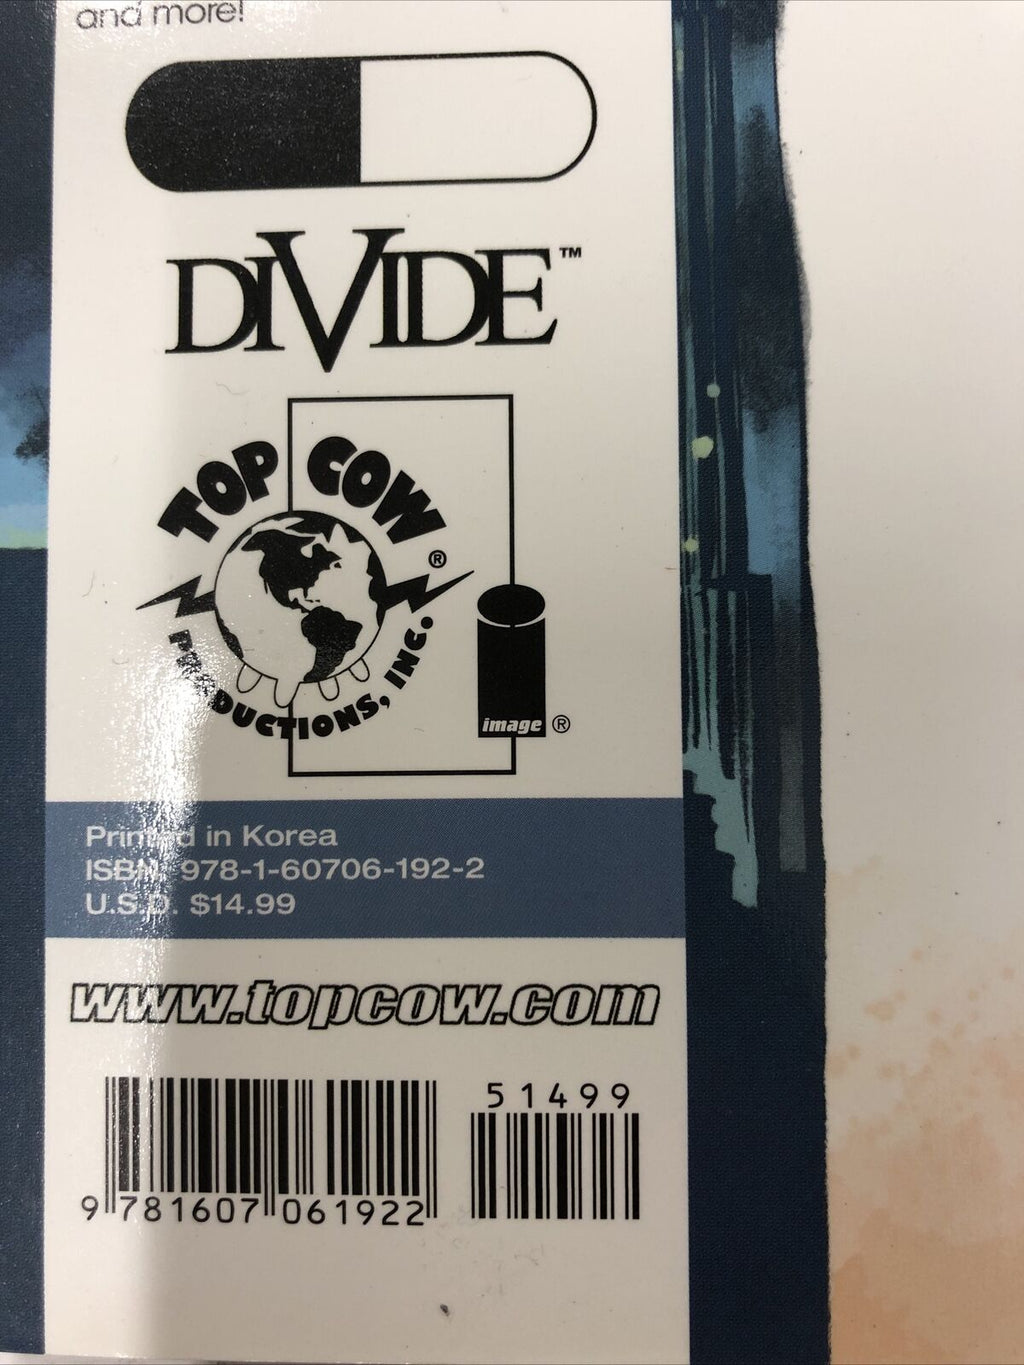 and more!
DIVIDE™
TOP COW®
PRODUCTIONS, INC.
image®
Printed in Korea
ISBN: 978-1-60706-192-2
U.S.D. $14.99
www.topcow.com
51499
9 781607 061922